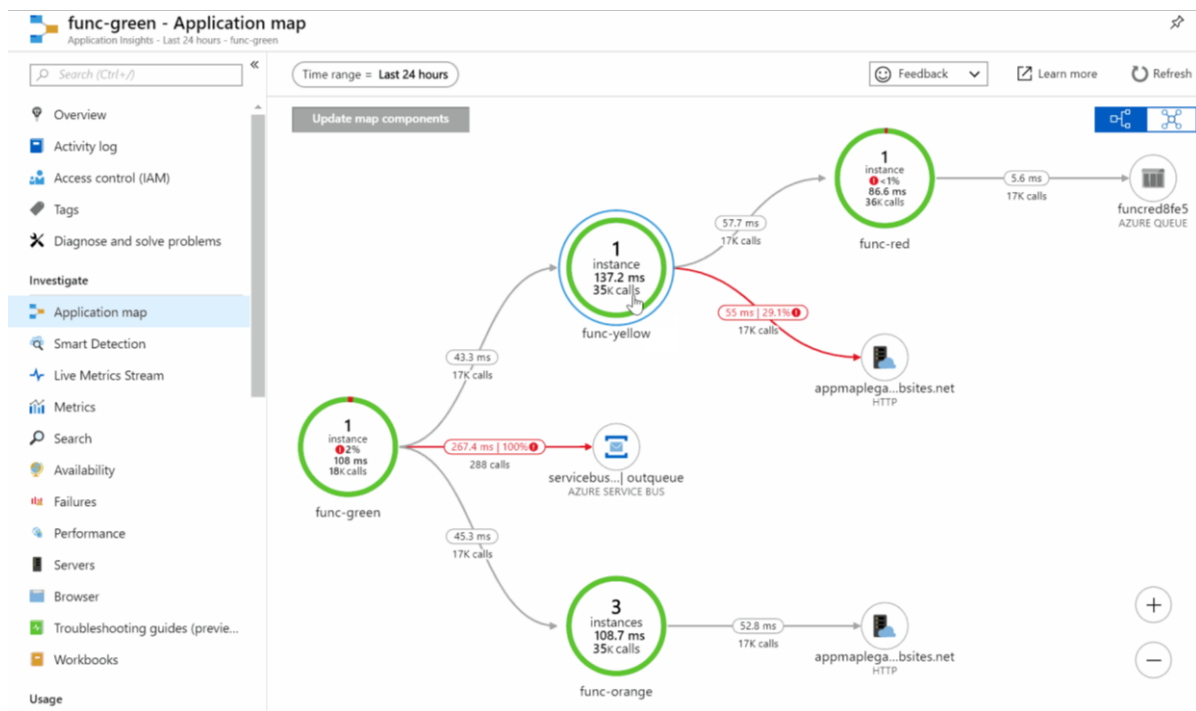 func-green - Application map
Application Insights - Last 24 hours - func-green
Search (Ctrl+/)
«
Overview
Activity log
Access control (IAM)
Tags
Diagnose and solve problems
Investigate
Application map
Smart Detection
Live Metrics Stream
Metrics
Search
Availability
Failures
Performance
Servers
Browser
Troubleshooting guides (previe...
Workbooks
Usage
Time range = Last 24 hours
Feedback
Learn more
Refresh
Update map components
1
instance
<1%
86.6 ms
36K calls
func-red
5.6 ms
17K calls
funcred8fe5
AZURE QUEUE
57.7 ms
17K calls
1
instance
137.2 ms
35K calls
func-yellow
55 ms | 29.1%
17K calls
appmaplega...bsites.net
HTTP
43.3 ms
17K calls
1
instance
2%
108 ms
18K calls
func-green
267.4 ms | 100%
288 calls
servicebus...| outqueue
AZURE SERVICE BUS
45.3 ms
17K calls
3
instances
108.7 ms
35K calls
func-orange
52.8 ms
17K calls
appmaplega...bsites.net
HTTP
+
−